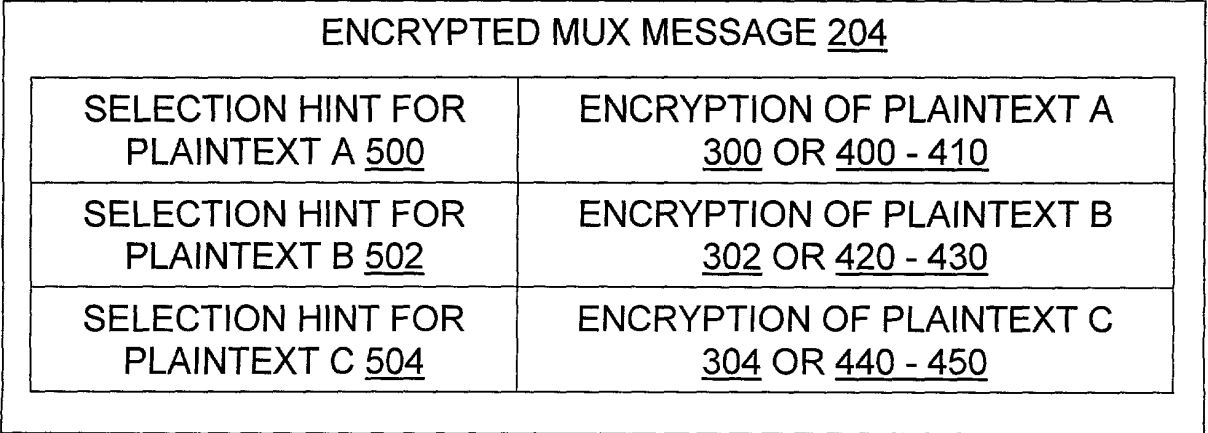 ENCRYPTED MUX MESSAGE 204
SELECTION HINT FOR
PLAINTEXT A 500
ENCRYPTION OF PLAINTEXT A
300 OR 400 - 410
SELECTION HINT FOR
PLAINTEXT B 502
ENCRYPTION OF PLAINTEXT B
302 OR 420 - 430
SELECTION HINT FOR
PLAINTEXT C 504
ENCRYPTION OF PLAINTEXT C
304 OR 440 - 450